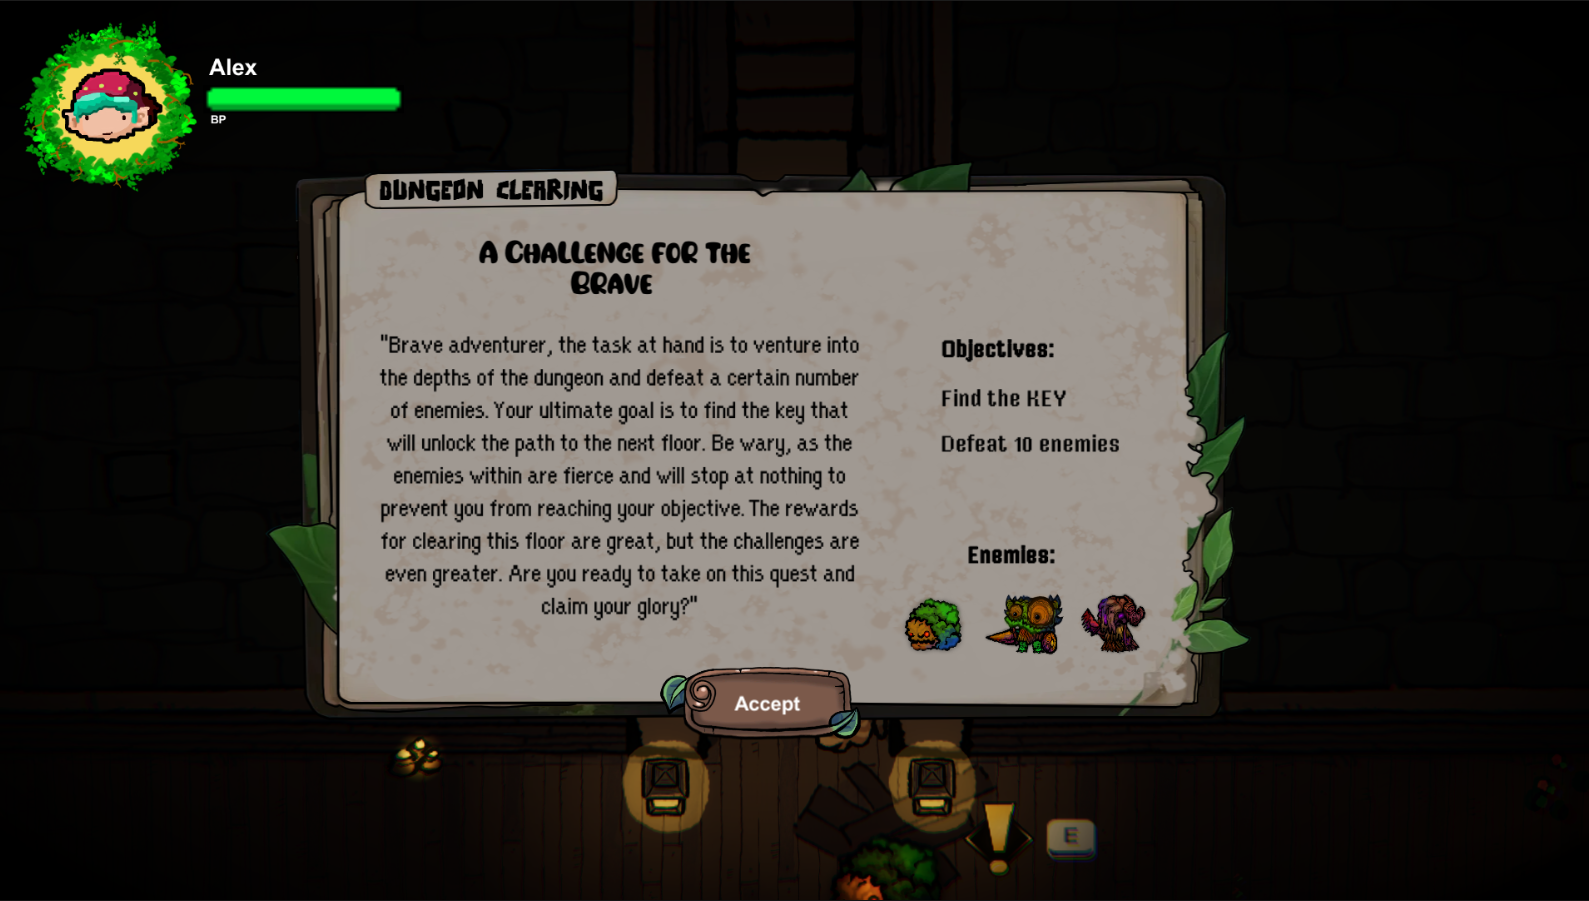 Alex
BP
DUNGEON CLEARING
A CHALLENGE FOR THE
BRAVE
"Brave adventurer, the task at hand is to venture into
the depths of the dungeon and defeat a certain number
of enemies. Your ultimate goal is to find the key that
will unlock the path to the next floor. Be wary, as the
enemies within are fierce and will stop at nothing to
prevent you from reaching your objective. The rewards
for clearing this floor are great, but the challenges are
even greater. Are you ready to take on this quest and
claim your glory?"
Objectives:
Find the KEY
Defeat 10 enemies
Enemies:
Accept
E